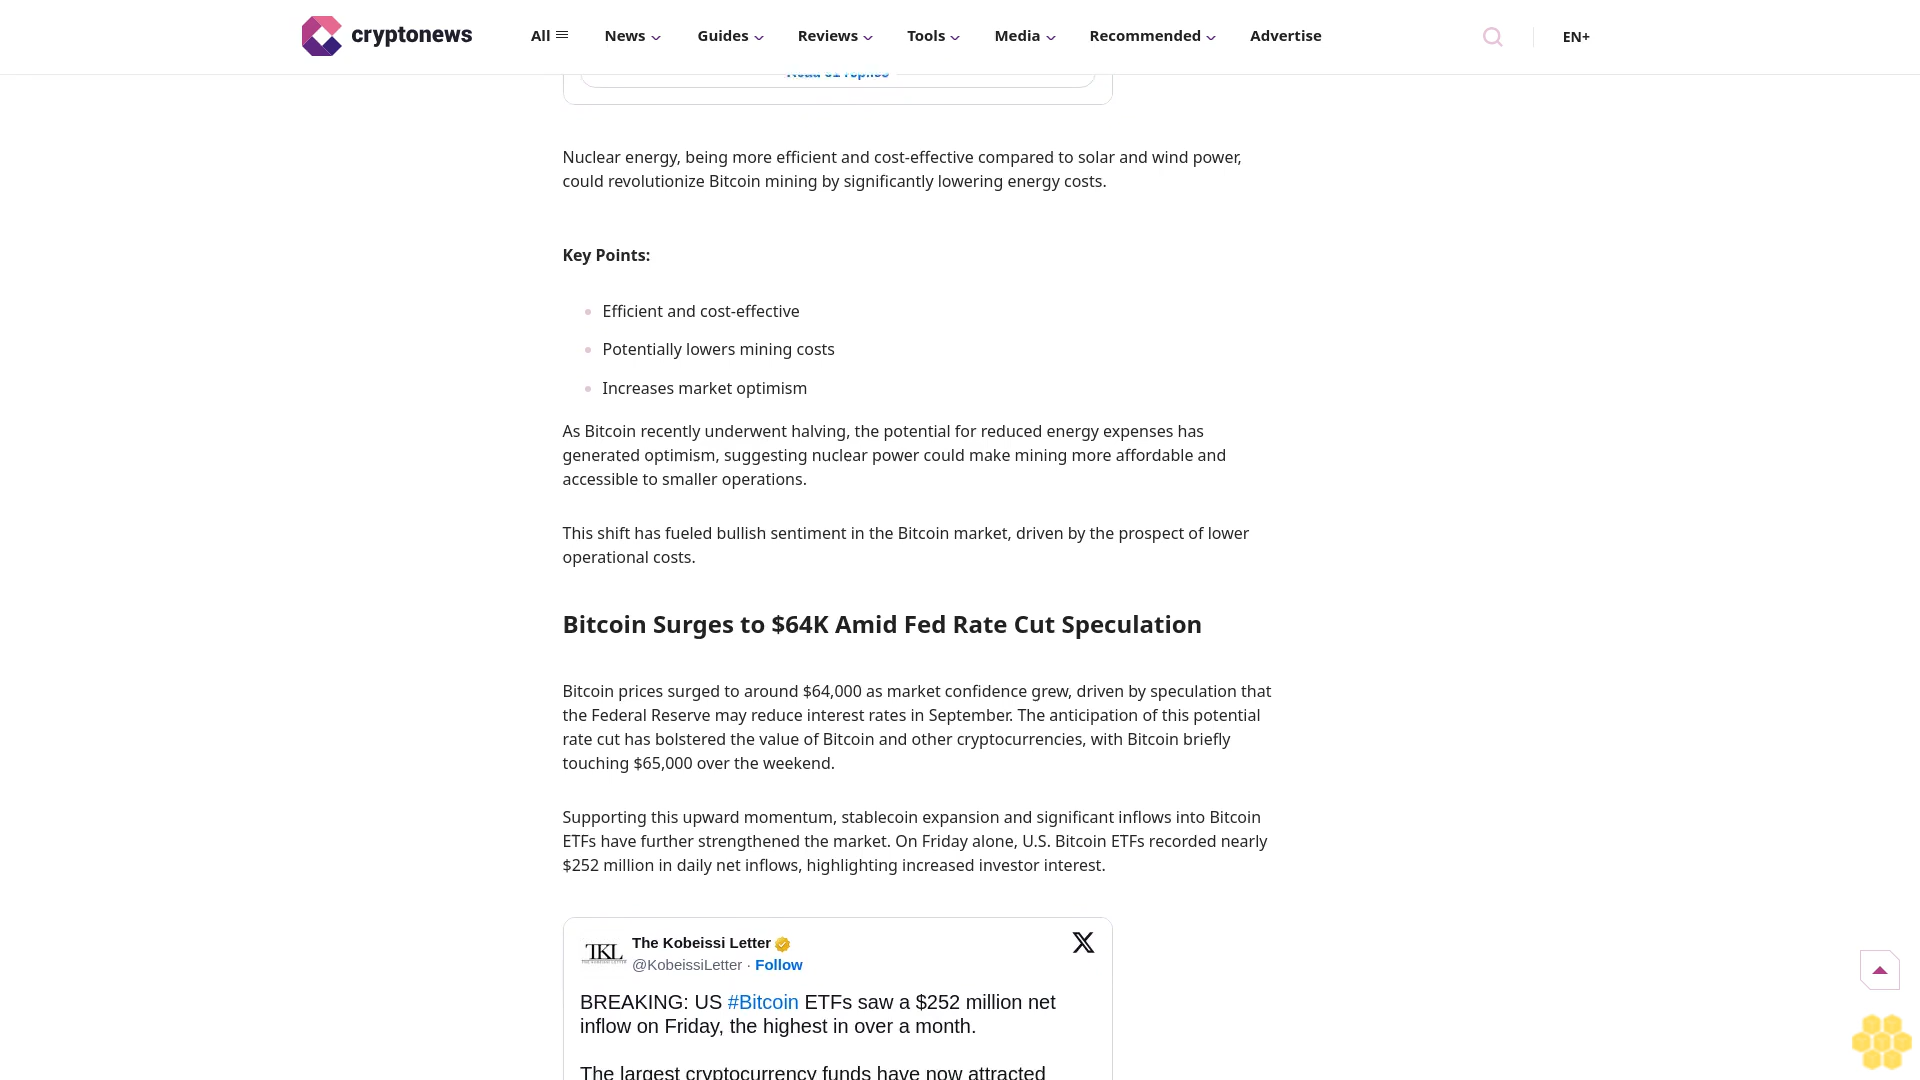 cryptonews
All
News
Guides
Reviews
Tools
Media
Recommended
Advertise
EN+
Nuclear energy, being more efficient and cost-effective compared to solar and wind power,
could revolutionize Bitcoin mining by significantly lowering energy costs.
Key Points:
Efficient and cost-effective
Potentially lowers mining costs
Increases market optimism
As Bitcoin recently underwent halving, the potential for reduced energy expenses has
generated optimism, suggesting nuclear power could make mining more affordable and
accessible to smaller operations.
This shift has fueled bullish sentiment in the Bitcoin market, driven by the prospect of lower
operational costs.
Bitcoin Surges to $64K Amid Fed Rate Cut Speculation
Bitcoin prices surged to around $64,000 as market confidence grew, driven by speculation that
the Federal Reserve may reduce interest rates in September. The anticipation of this potential
rate cut has bolstered the value of Bitcoin and other cryptocurrencies, with Bitcoin briefly
touching $65,000 over the weekend.
Supporting this upward momentum, stablecoin expansion and significant inflows into Bitcoin
ETFs have further strengthened the market. On Friday alone, U.S. Bitcoin ETFs recorded nearly
$252 million in daily net inflows, highlighting increased investor interest.
TKL
The Kobeissi Letter
@KobeissiLetter · Follow
BREAKING: US #Bitcoin ETFs saw a $252 million net
inflow on Friday, the highest in over a month.
The largest cryptocurrency funds have now attracted